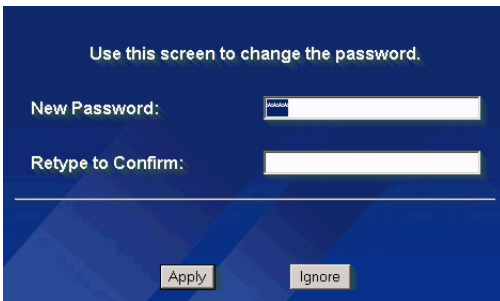 Use this screen to change the password.
New Password:
Retype to Confirm:
Apply
Ignore